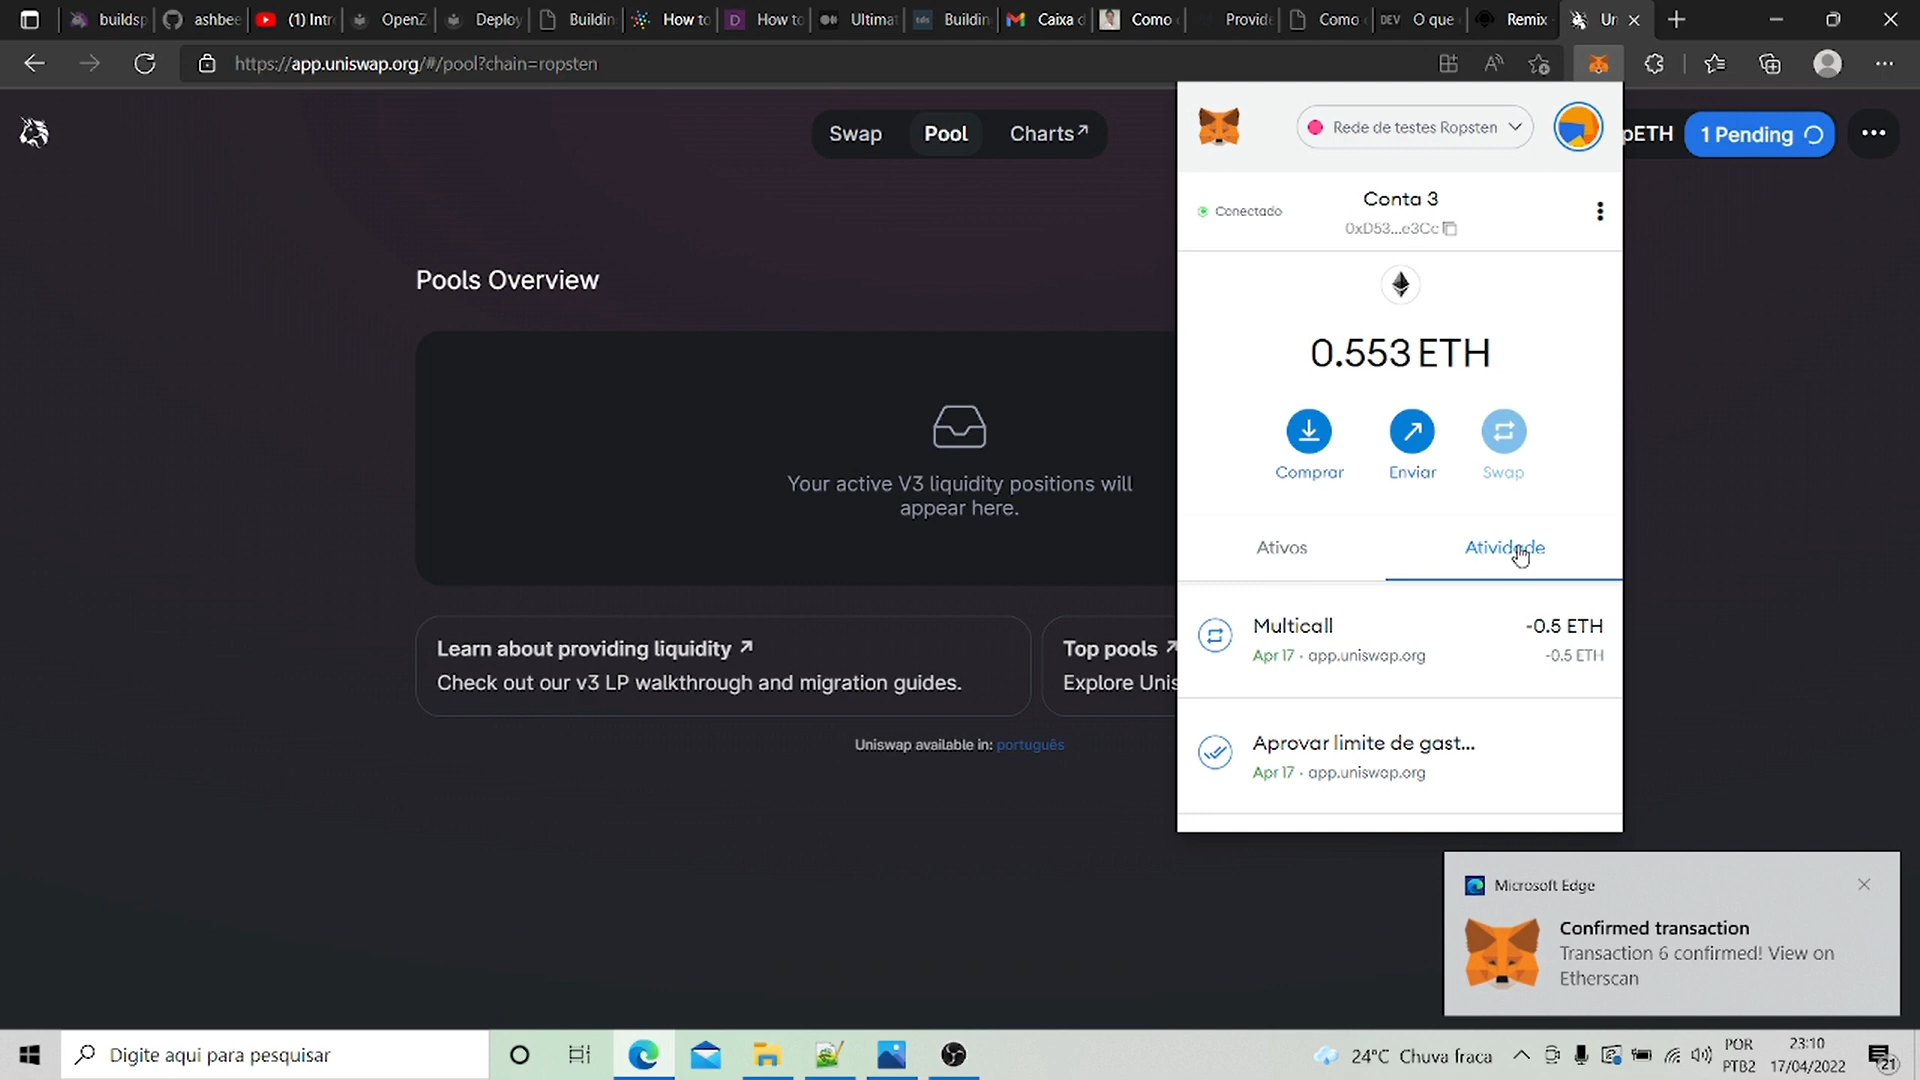 buildsp
ashbee
(1) Intr
OpenZ
Deploy
Buildin
How to
How to
Ultimat
Buildin
Caixa d
Como
Provide
Como
DEV O que
Remix
Un
https://app.uniswap.org/#/pool?chain=ropsten
Swap
Pool
Charts↗
Rede de testes Ropsten
pETH
1 Pending
Conectado
Conta 3
0xD53...e3Cc
Pools Overview
0.553 ETH
Comprar
Enviar
Swap
Your active V3 liquidity positions will
appear here.
Ativos
Atividade
Multicall
-0.5 ETH
Apr 17 · app.uniswap.org
-0.5 ETH
Aprovar limite de gast...
Apr 17 · app.uniswap.org
Learn about providing liquidity ↗
Check out our v3 LP walkthrough and migration guides.
Top pools ↗
Explore Unis
Uniswap available in: português
Microsoft Edge
Confirmed transaction
Transaction 6 confirmed! View on
Etherscan
Digite aqui para pesquisar
24°C Chuva fraca
POR
PTB2
23:10
17/04/2022
21